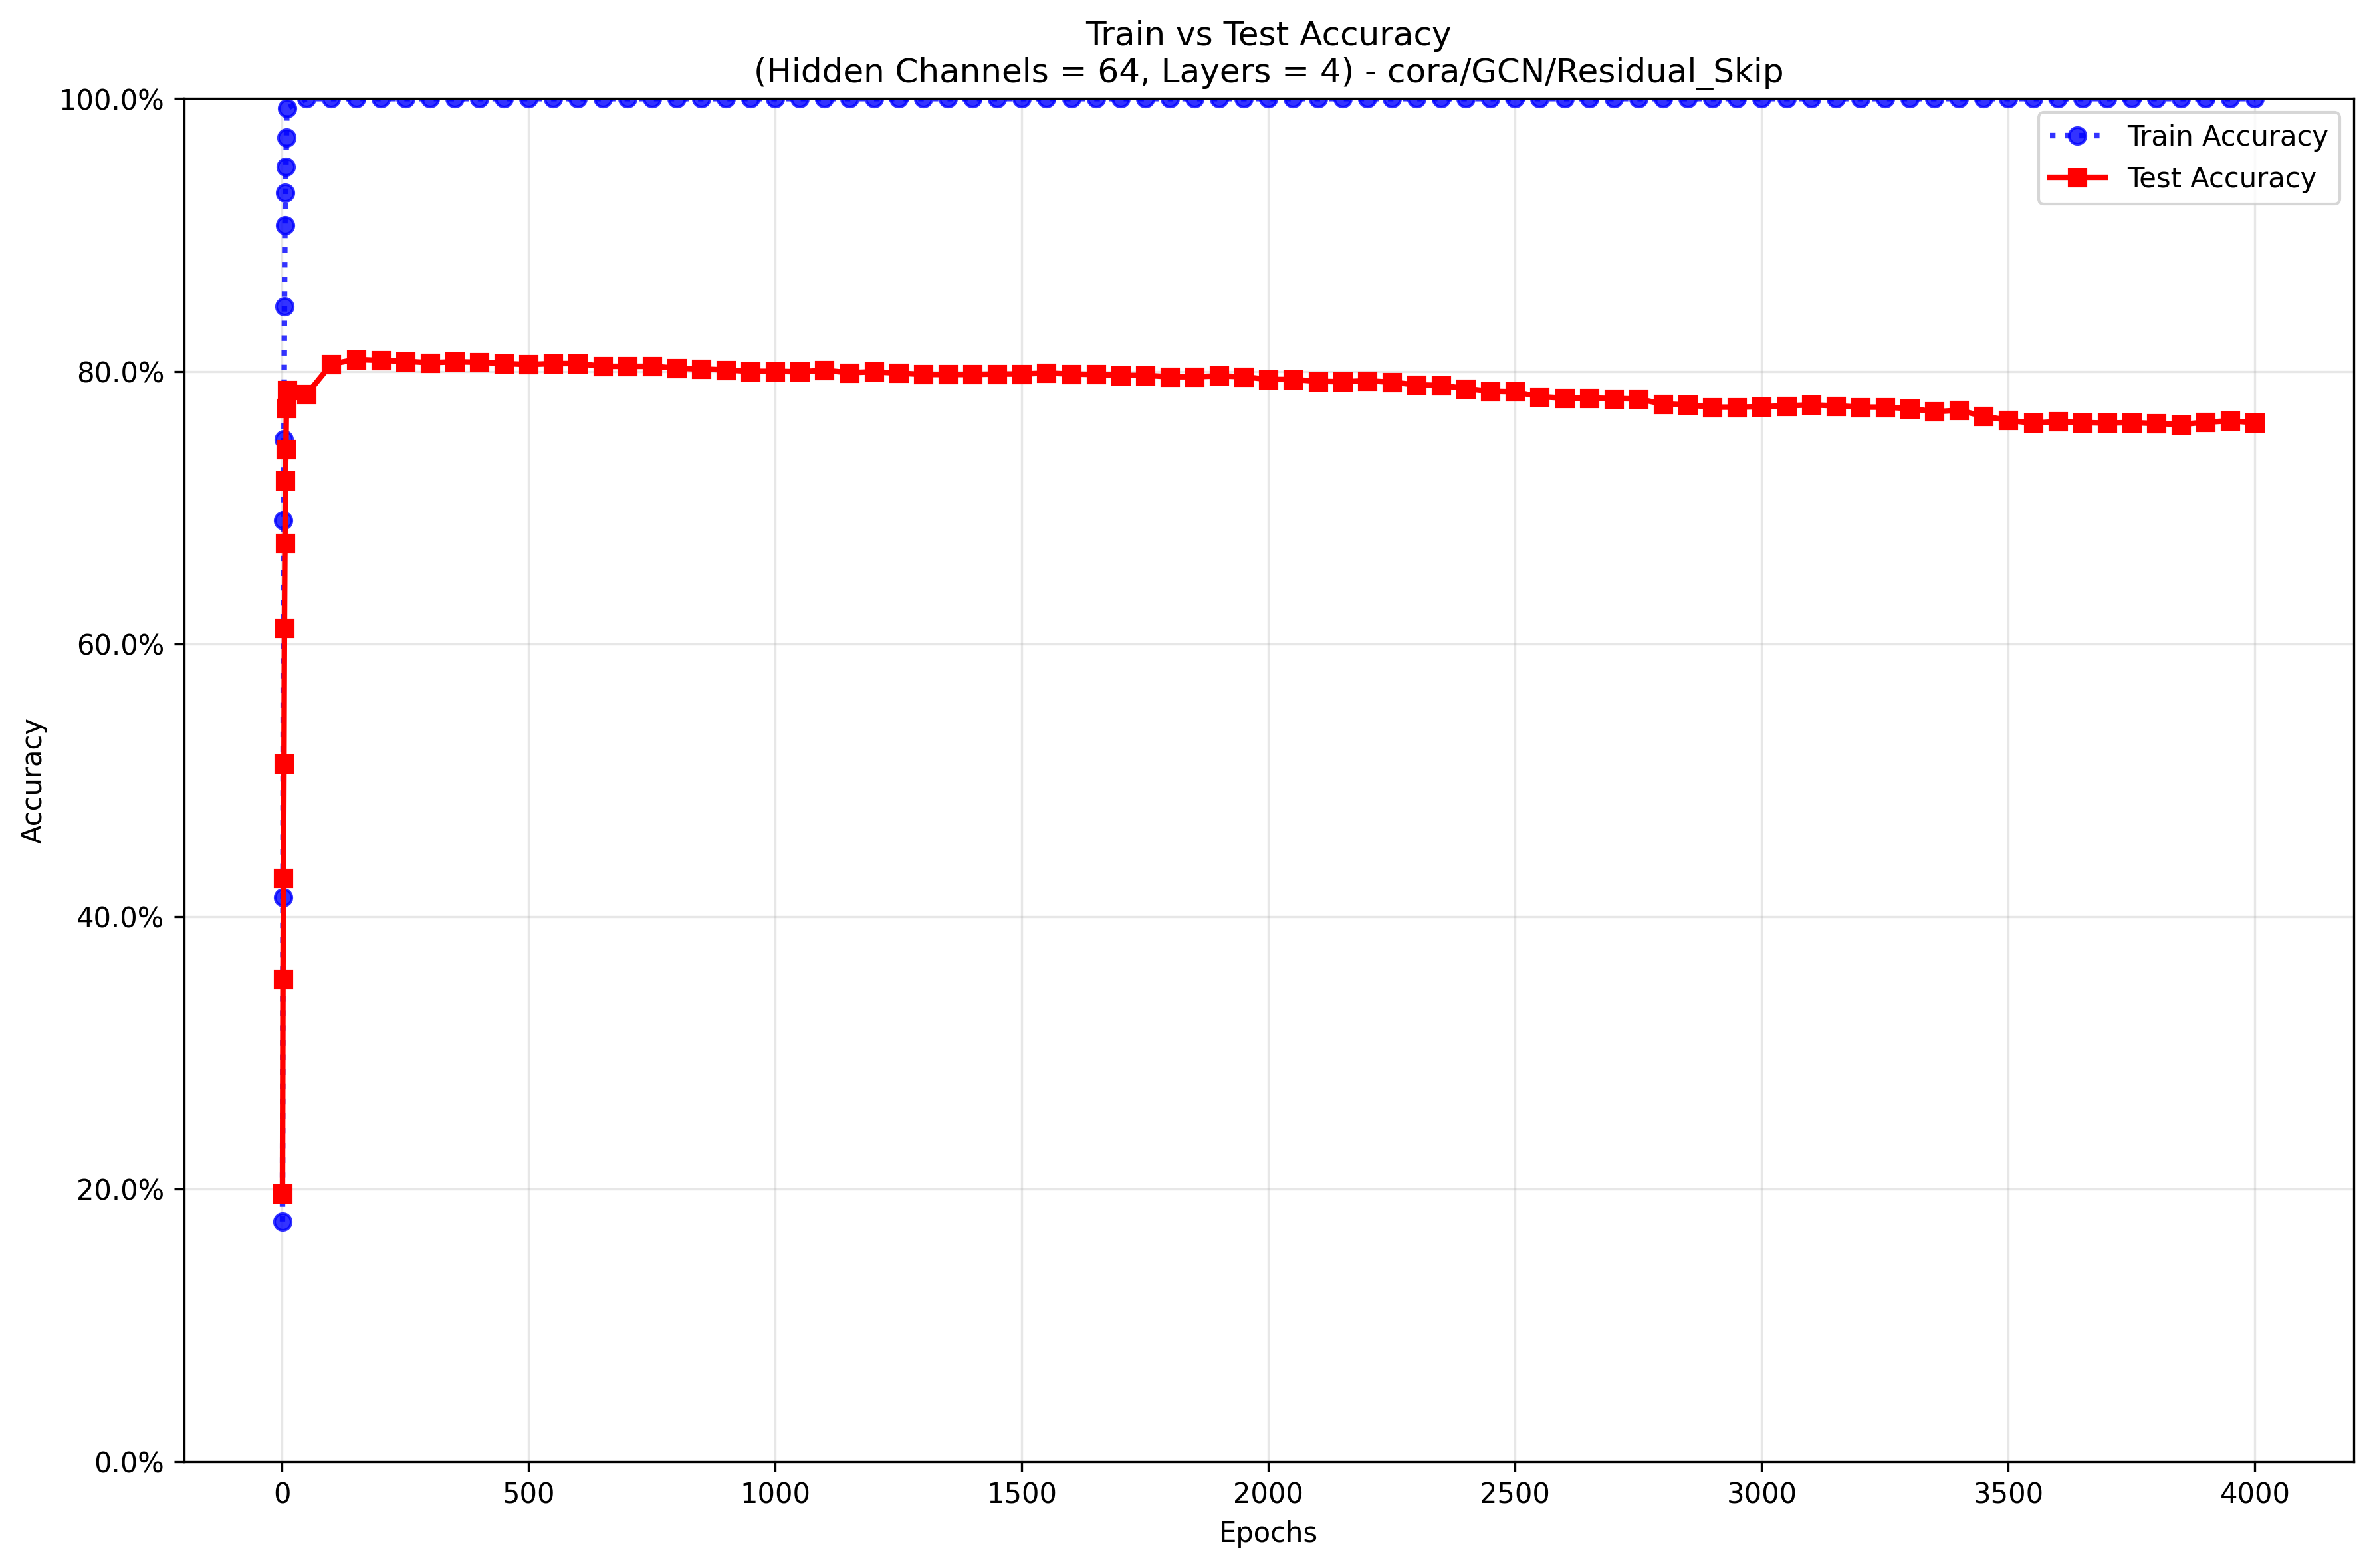 Train vs Test Accuracy
(Hidden Channels = 64, Layers = 4) - cora/GCN/Residual_Skip
100.0%
80.0%
60.0%
40.0%
20.0%
0.0%
Accuracy
Train Accuracy
Test Accuracy
0 500 1000 1500 2000 2500 3000 3500 4000
Epochs